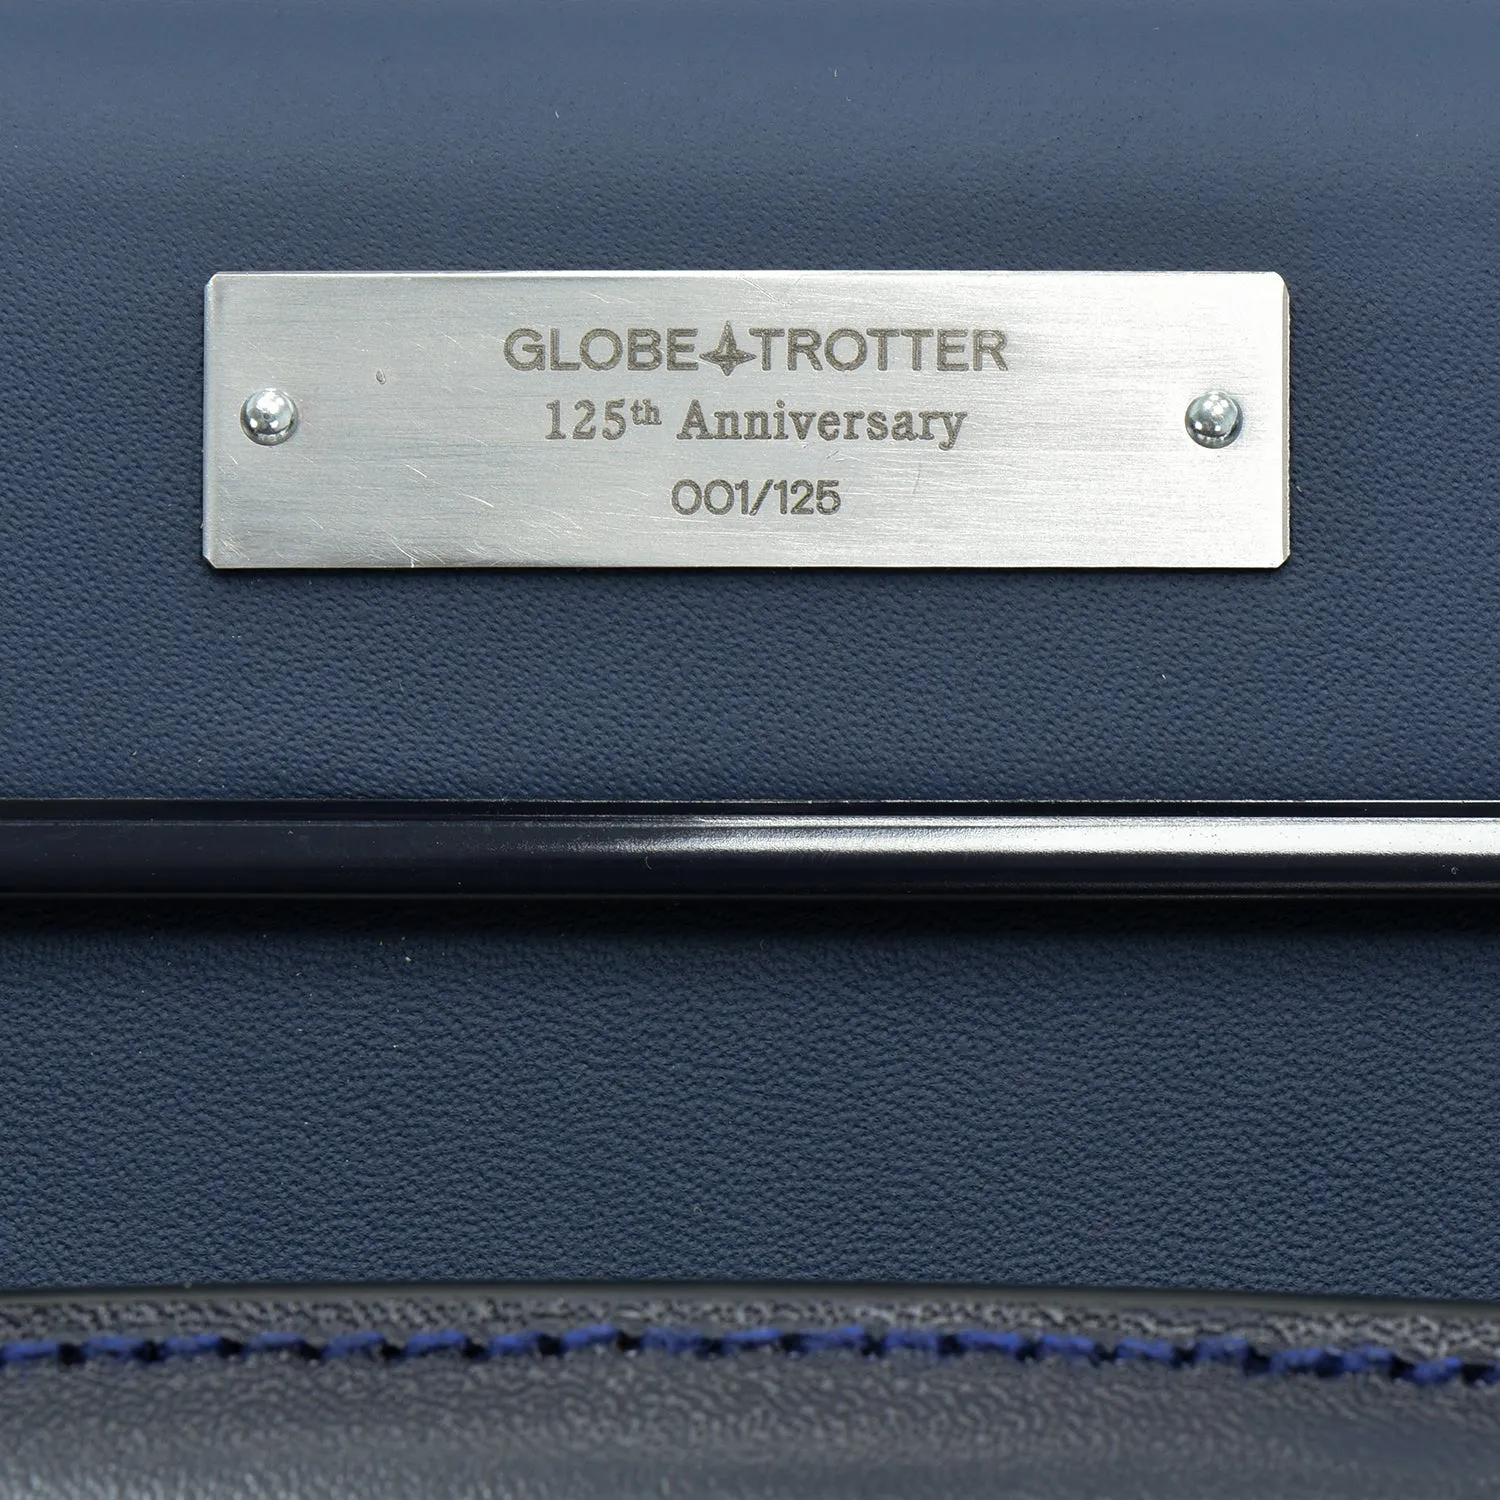 GLOBE TROTTER
125th Anniversary
001/125